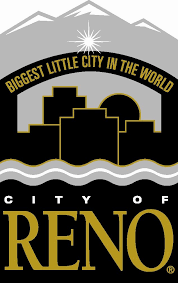 BIGGEST LITTLE CITY IN THE WORLD
CITY OF
RENO®